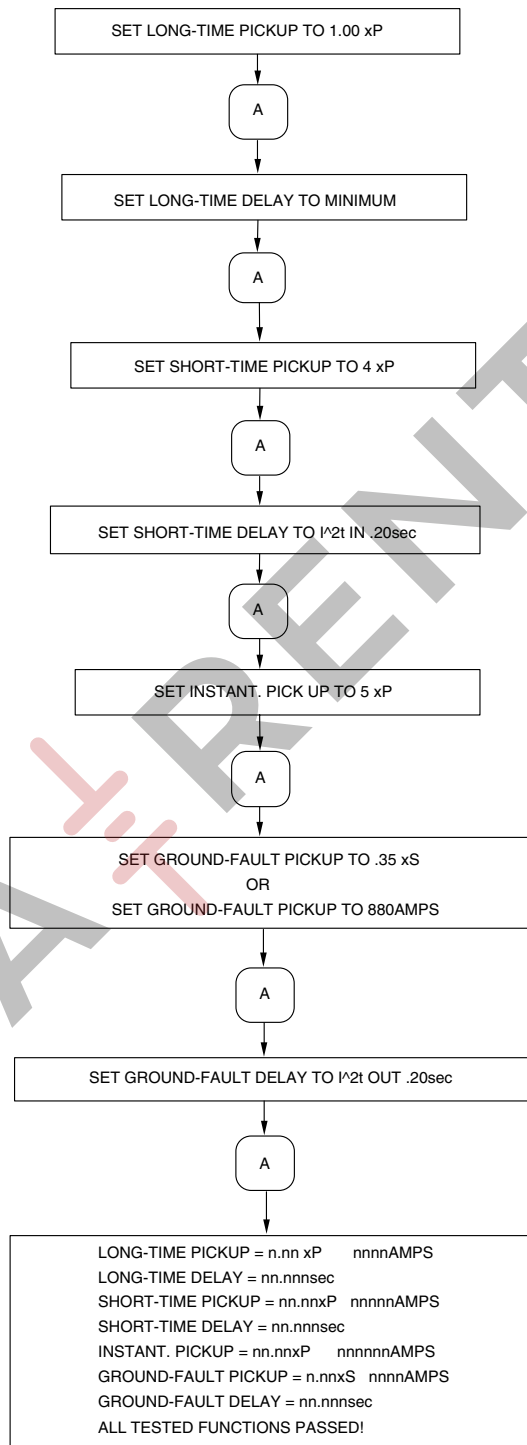 SET LONG-TIME PICKUP TO 1.00 xP
A
SET LONG-TIME DELAY TO MINIMUM
A
SET SHORT-TIME PICKUP TO 4 xP
A
SET SHORT-TIME DELAY TO I^2t IN .20sec
A
SET INSTANT. PICK UP TO 5 xP
A
SET GROUND-FAULT PICKUP TO .35 xS
OR
SET GROUND-FAULT PICKUP TO 880AMPS
A
SET GROUND-FAULT DELAY TO I^2t OUT .20sec
A
LONG-TIME PICKUP = n.nn xP nnnnAMPS
LONG-TIME DELAY = nn.nnnsec
SHORT-TIME PICKUP = nn.nnxP nnnnnAMPS
SHORT-TIME DELAY = nn.nnnsec
INSTANT. PICKUP = nn.nnxP nnnnnnAMPS
GROUND-FAULT PICKUP = n.nnxS nnnnAMPS
GROUND-FAULT DELAY = nn.nnnsec
ALL TESTED FUNCTIONS PASSED!
A RENT